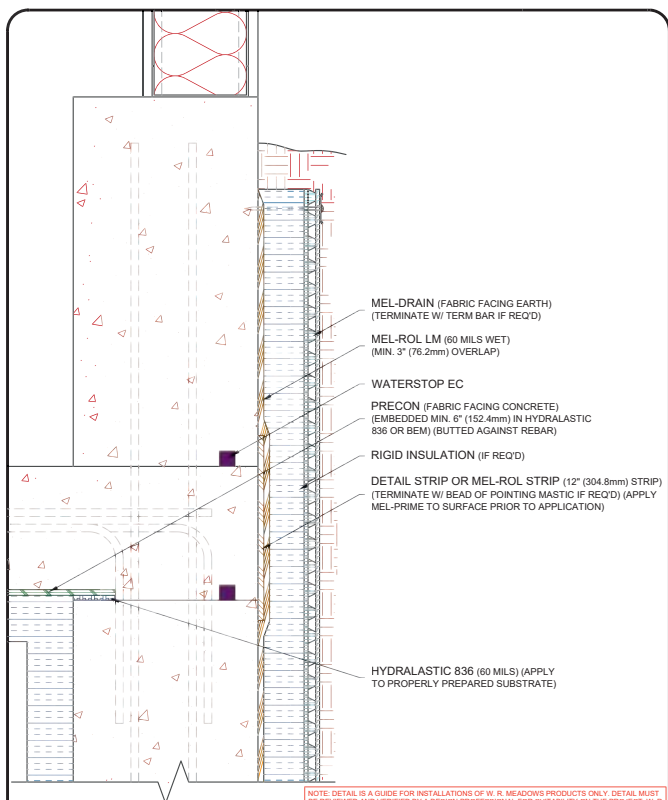 MEL-DRAIN (FABRIC FACING EARTH)
(TERMINATE W/ TERM BAR IF REQ'D)
MEL-ROL LM (60 MILS WET)
(MIN. 3" (76.2mm) OVERLAP)
WATERSTOP EC
PRECON (FABRIC FACING CONCRETE)
(EMBEDDED MIN. 6" (152.4mm) IN HYDRALASTIC
836 OR BEM) (BUTTED AGAINST REBAR)
RIGID INSULATION (IF REQ'D)
DETAIL STRIP OR MEL-ROL STRIP (12" (304.8mm) STRIP)
(TERMINATE W/ BEAD OF POINTING MASTIC IF REQ'D) (APPLY
MEL-PRIME TO SURFACE PRIOR TO APPLICATION)
HYDRALASTIC 836 (60 MILS) (APPLY
TO PROPERLY PREPARED SUBSTRATE)
NOTE: DETAIL IS A GUIDE FOR INSTALLATIONS OF W. R. MEADOWS PRODUCTS ONLY. DETAIL MUST